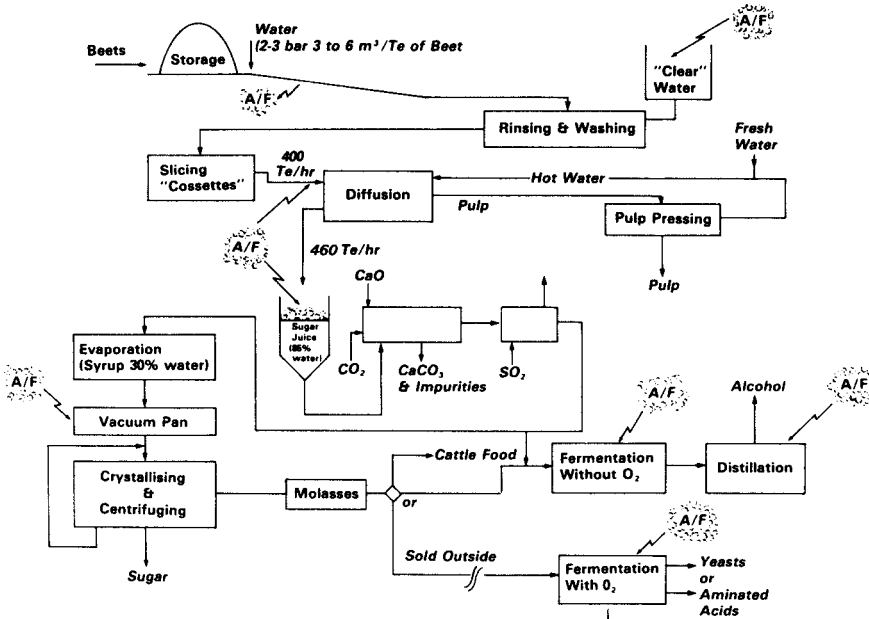 Water
(2-3 bar 3 to 6 m³/Te of Beet
A/F
Beets
Storage
A/F
"Clear"
Water
Rinsing & Washing
Fresh
Water
Slicing
"Cossettes"
400
Te/hr
Diffusion
Hot Water
Pulp
Pulp Pressing
A/F
460 Te/hr
Pulp
CaO
Sugar
Juice
(85%
water)
CO₂
CaCO₃
& Impurities
SO₂
Evaporation
(Syrup 30% water)
A/F
Vacuum Pan
Alcohol
A/F
A/F
Cattle Food
Fermentation
Without O₂
Distillation
Crystallising
&
Centrifuging
Molasses
or
A/F
Sugar
Sold Outside
Fermentation
With O₂
Yeasts
or
Aminated
Acids